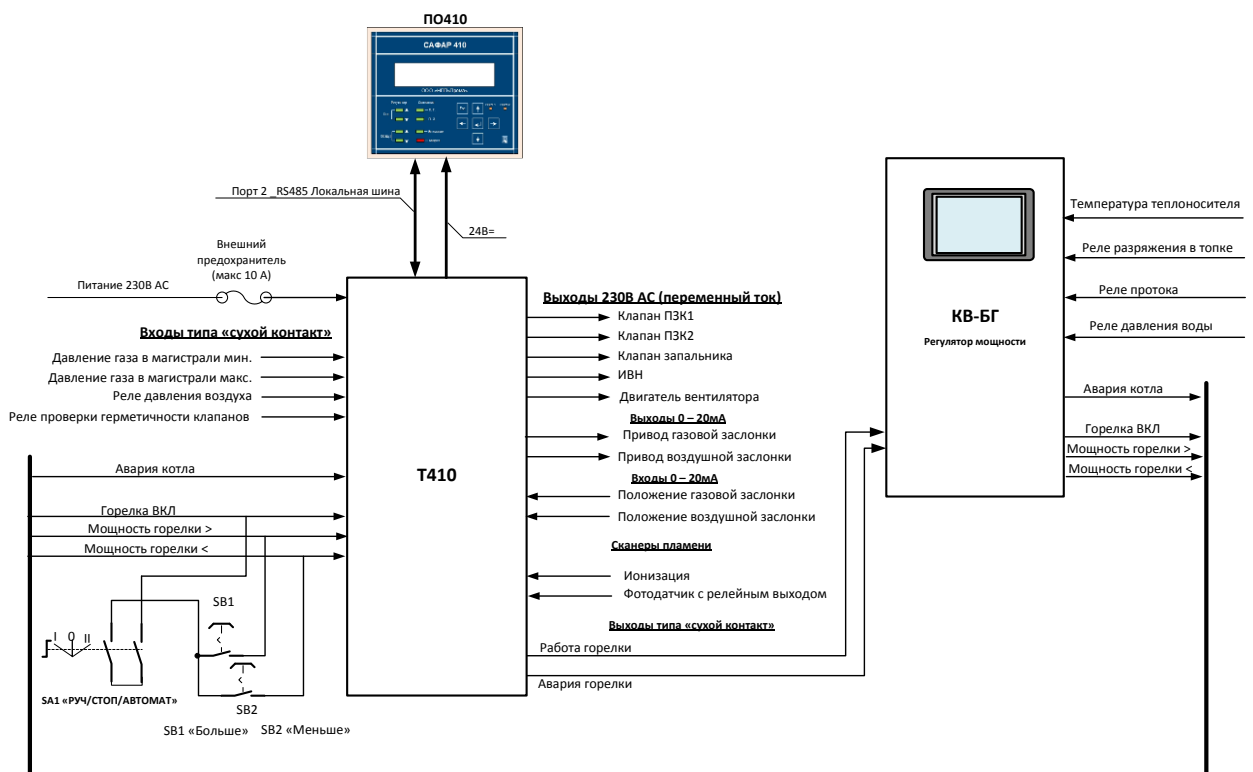 ПО410
САФАР 410
Порт 2 _RS485 Локальная шина
24В=
Внешний
предохранитель
(макс 10 А)
Питание 230В АС
Входы типа «сухой контакт»
Давление газа в магистрали мин.
Давление газа в магистрали макс.
Реле давления воздуха
Реле проверки герметичности клапанов
Авария котла
Горелка ВКЛ
Мощность горелки >
Мощность горелки <
SB1
I 0 II
SA1 «РУЧ/СТОП/АВТОМАТ»
SB2
SB1 «Больше» SB2 «Меньше»
Т410
Выходы 230В АС (переменный ток)
Клапан ПЗК1
Клапан ПЗК2
Клапан запальника
ИВН
Двигатель вентилятора
Выходы 0 – 20мА
Привод газовой заслонки
Привод воздушной заслонки
Входы 0 – 20мА
Положение газовой заслонки
Положение воздушной заслонки
Сканеры пламени
Ионизация
Фотодатчик с релейным выходом
Выходы типа «сухой контакт»
Работа горелки
Авария горелки
КВ-БГ
Регулятор мощности
Температура теплоносителя
Реле разряжения в топке
Реле протока
Реле давления воды
Авария котла
Горелка ВКЛ
Мощность горелки >
Мощность горелки <